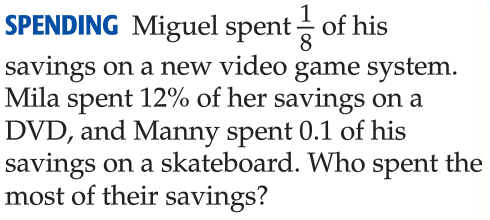 SPENDING Miguel spent 1/8 of his
savings on a new video game system.
Mila spent 12% of her savings on a
DVD, and Manny spent 0.1 of his
savings on a skateboard. Who spent the
most of their savings?